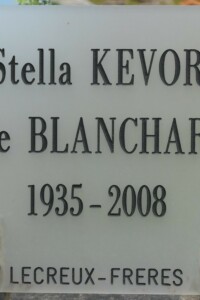 Stella KEVOR
e BLANCHAR
1935-2008
LECREUX-FRERES